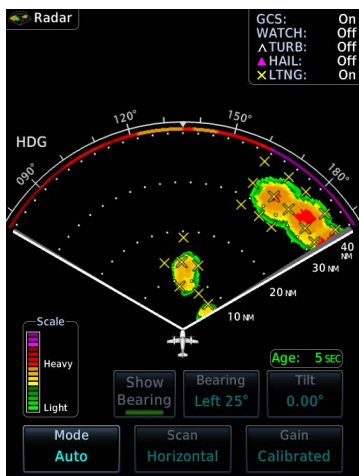 Radar
GCS: On
WATCH: Off
TURB: Off
HAIL: Off
LTNG: On
HDG
090°
120°
150°
180°
40
NM
30 NM
20 NM
10 NM
Scale
Heavy
Light
Age: 5 SEC
Show
Bearing
Bearing
Left 25°
Tilt
0.00°
Mode
Auto
Scan
Horizontal
Gain
Calibrated